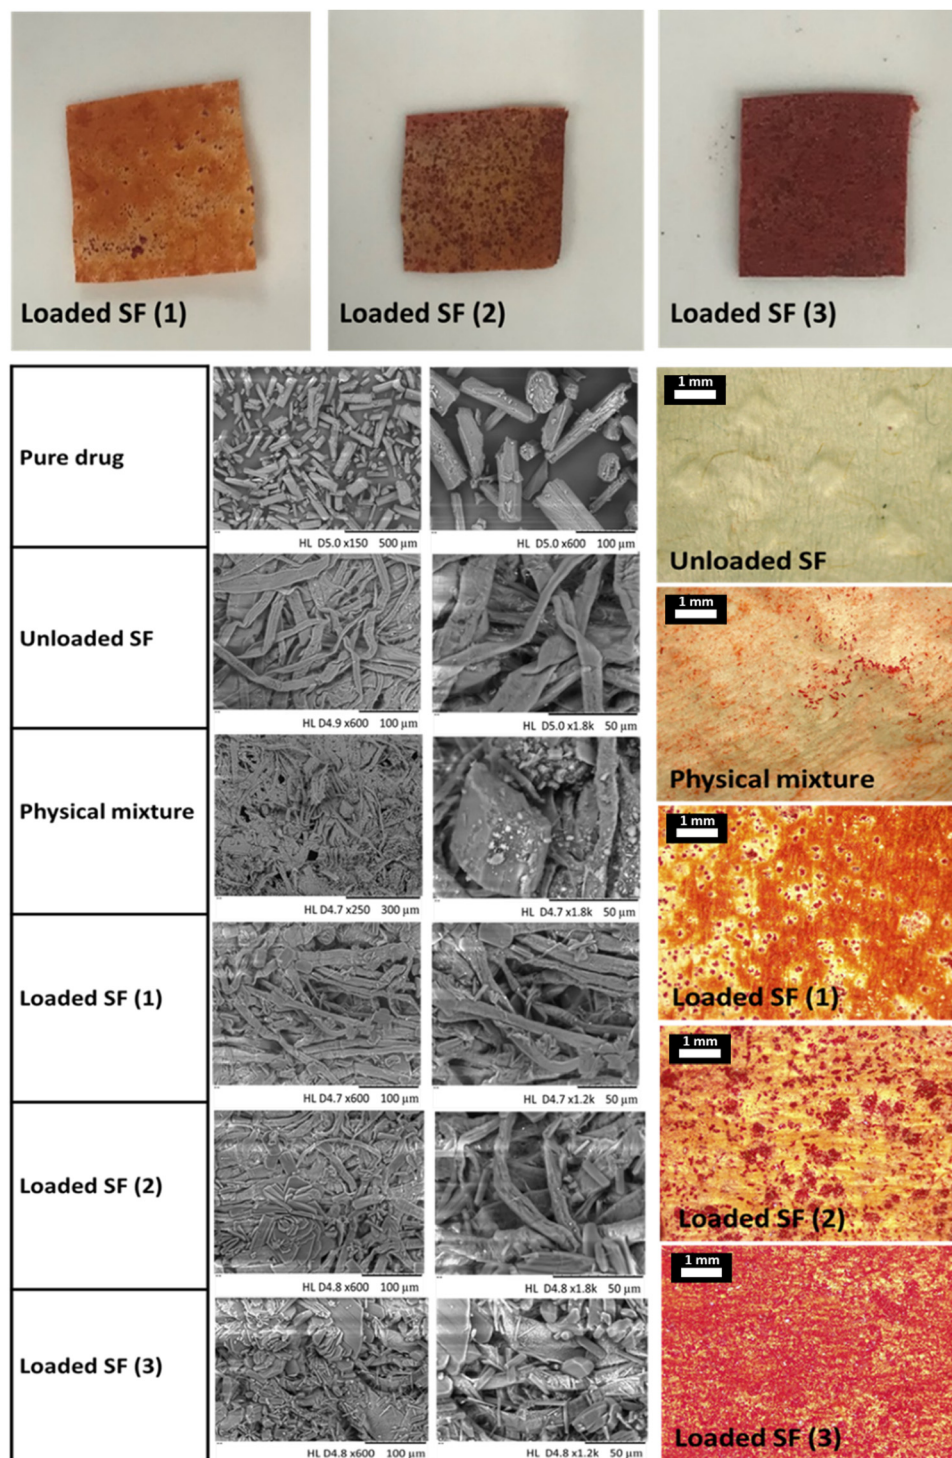 Loaded SF (1)
Loaded SF (2)
Loaded SF (3)
Pure drug
HL D5.0 x150 500 µm
HL D5.0 x600 100 µm
1 mm
Unloaded SF
Unloaded SF
HL D4.9 x600 100 µm
HL D5.0 x1.8k 50 µm
1 mm
Physical mixture
Physical mixture
HL D4.7 x250 300 µm
HL D4.7 x1.8k 50 µm
1 mm
Loaded SF (1)
Loaded SF (1)
HL D4.7 x600 100 µm
HL D4.7 x1.2k 50 µm
1 mm
Loaded SF (2)
Loaded SF (2)
HL D4.8 x600 100 µm
HL D4.8 x1.8k 50 µm
1 mm
Loaded SF (3)
Loaded SF (3)
HL D4.8 x600 100 µm
HL D4.8 x1.2k 50 µm